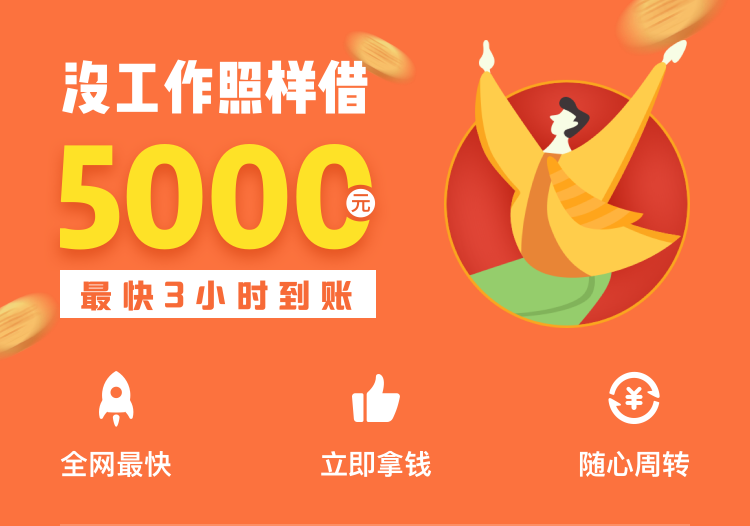 沒工作照样借
5000元
最快3小时到账
全网最快
立即拿钱
随心周转